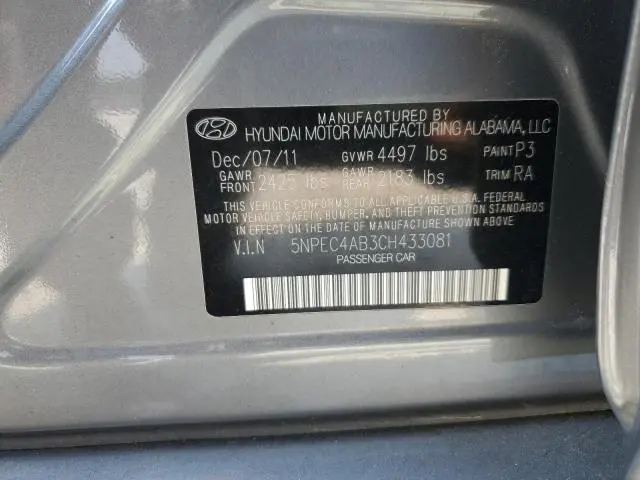 MANUFACTURED BY
HYUNDAI MOTOR MANUFACTURING ALABAMA, LLC
Dec/07/11 GVWR 4497 lbs PAINT P3
GAWR FRONT 2425 lbs GAWR REAR 2183 lbs TRIM RA
THIS VEHICLE CONFORMS TO ALL APPLICABLE U.S.A. FEDERAL
MOTOR VEHICLE SAFETY, BUMPER, AND THEFT PREVENTION STANDARDS
IN EFFECT ON THE DATE OF MANUFACTURE SHOWN ABOVE.
V.I.N 5NPEC4AB3CH433081
PASSENGER CAR